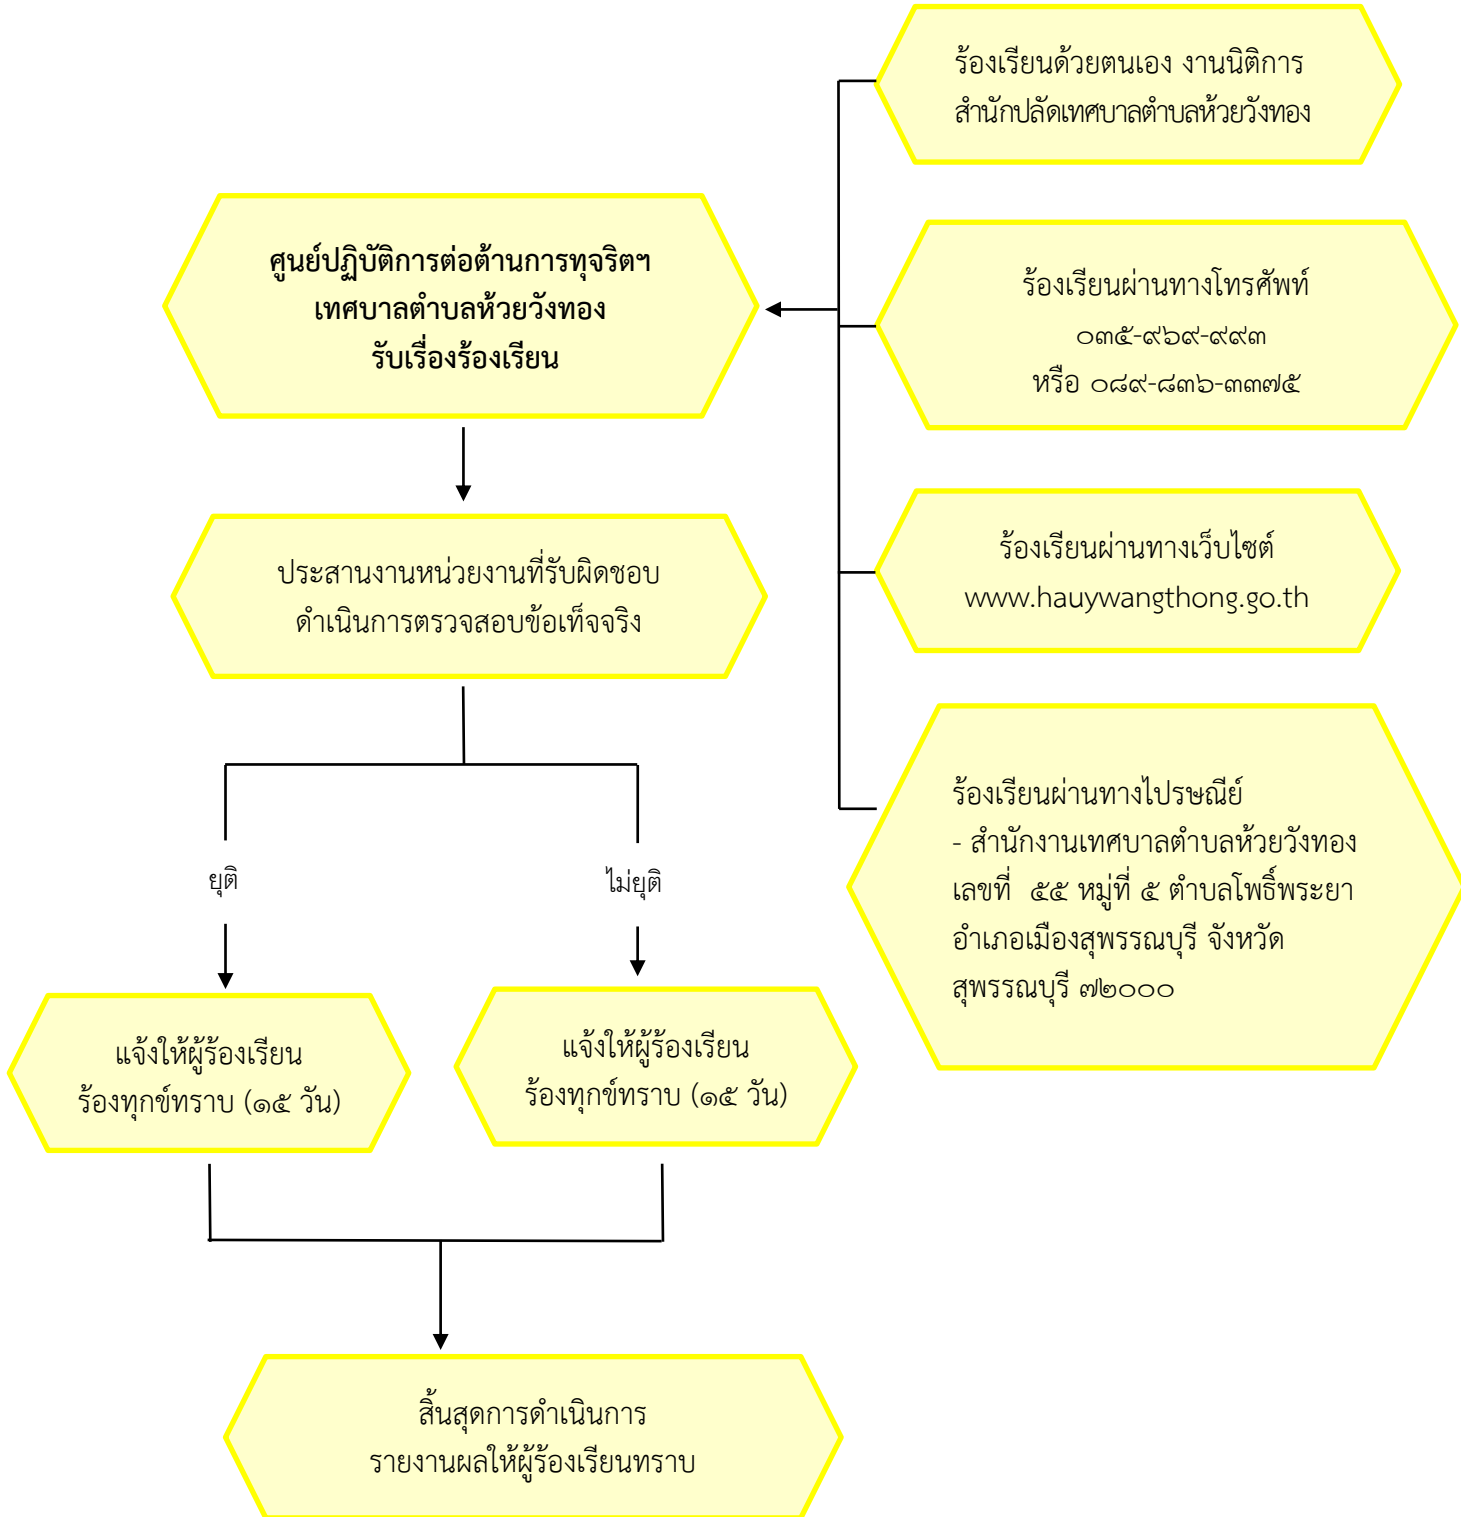 ร้องเรียนด้วยตนเอง งานนิติการ
สำนักปลัดเทศบาลตำบลห้วยวังทอง
ศูนย์ปฏิบัติการต่อต้านการทุจริตฯ
เทศบาลตำบลห้วยวังทอง
รับเรื่องร้องเรียน
ร้องเรียนผ่านทางโทรศัพท์
๐๓๕-๙๖๙-๙๙๓
หรือ ๐๘๙-๘๓๖-๓๓๗๕
ร้องเรียนผ่านทางเว็บไซต์
www.hauywangthong.go.th
ประสานงานหน่วยงานที่รับผิดชอบ
ดำเนินการตรวจสอบข้อเท็จจริง
ร้องเรียนผ่านทางไปรษณีย์
- สำนักงานเทศบาลตำบลห้วยวังทอง
เลขที่ ๕๕ หมู่ที่ ๕ ตำบลโพธิ์พระยา
อำเภอเมืองสุพรรณบุรี จังหวัด
สุพรรณบุรี ๗๒๐๐๐
ยุติ
ไม่ยุติ
แจ้งให้ผู้ร้องเรียน
ร้องทุกข์ทราบ (๑๕ วัน)
แจ้งให้ผู้ร้องเรียน
ร้องทุกข์ทราบ (๑๕ วัน)
สิ้นสุดการดำเนินการ
รายงานผลให้ผู้ร้องเรียนทราบ